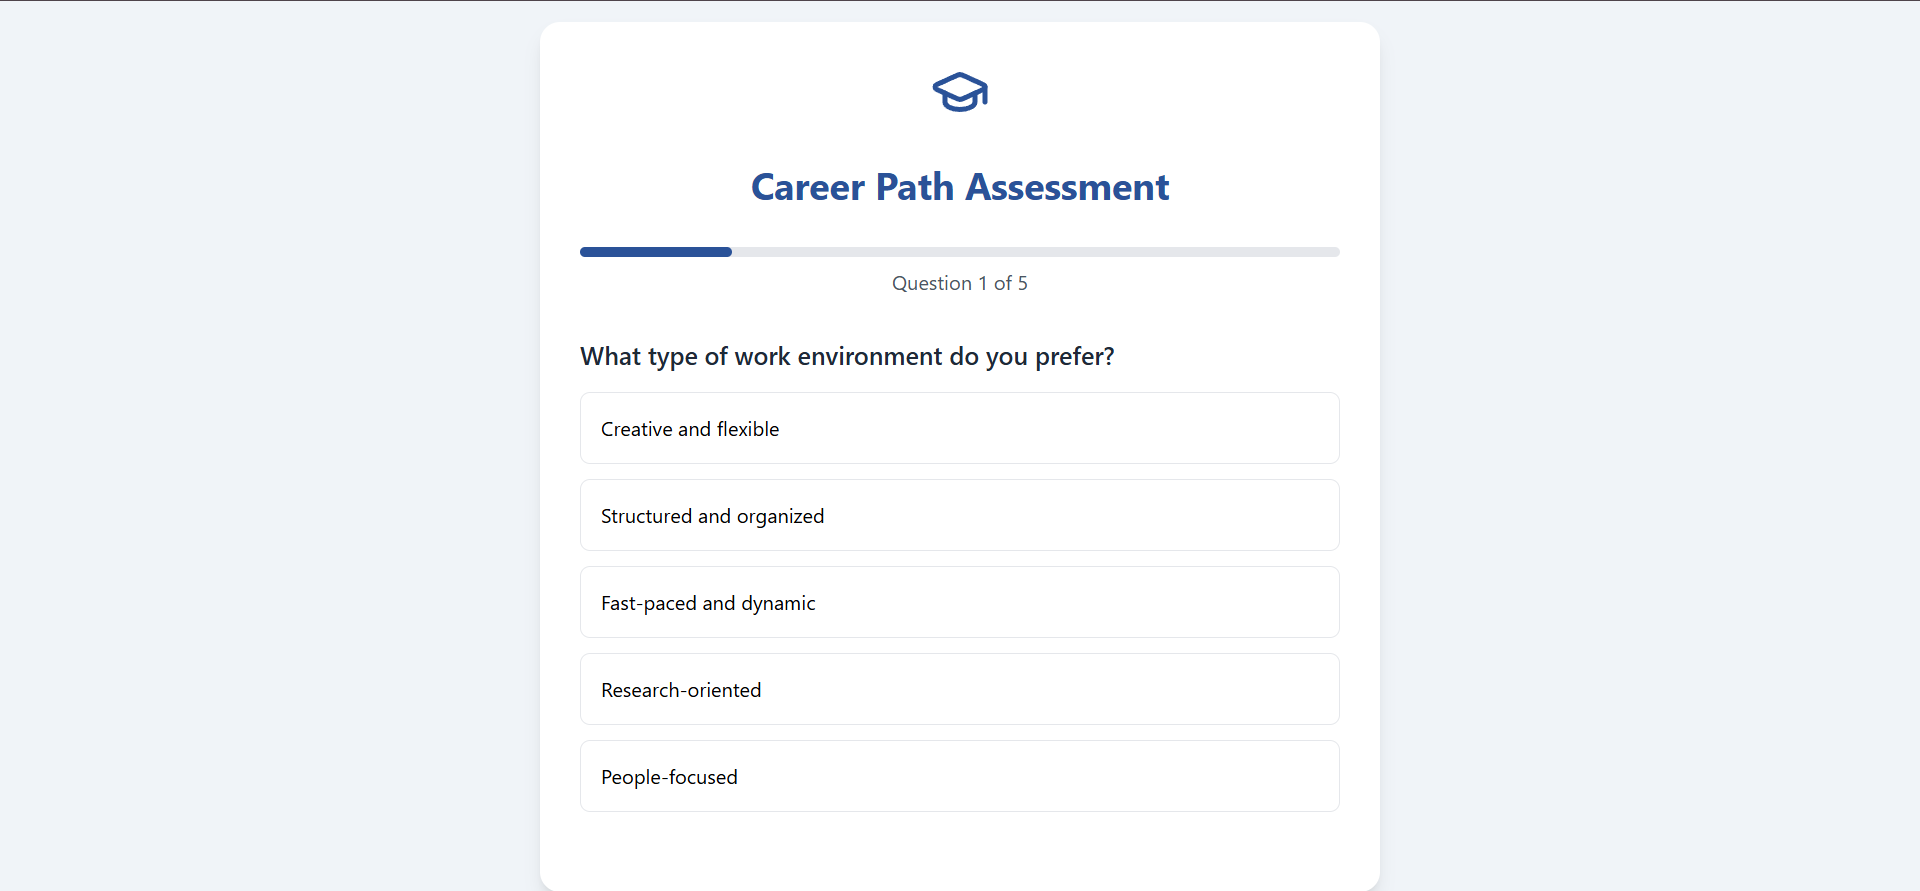 Career Path Assessment
Question 1 of 5
What type of work environment do you prefer?
Creative and flexible
Structured and organized
Fast-paced and dynamic
Research-oriented
People-focused